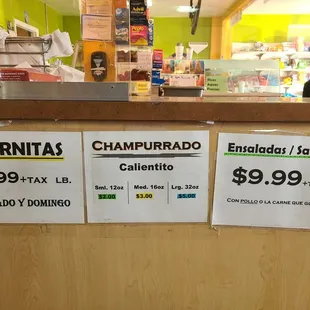 RNITAS
99+TAX LB.
ADO Y DOMINGO
CHAMPURRADO
Calientito
Sml. 12oz Med. 16oz Lrg. 32oz
$2.00 $3.00 $5.00
Ensaladas / Sa
$9.99+
CON POLLO O LA CARNE QUE G